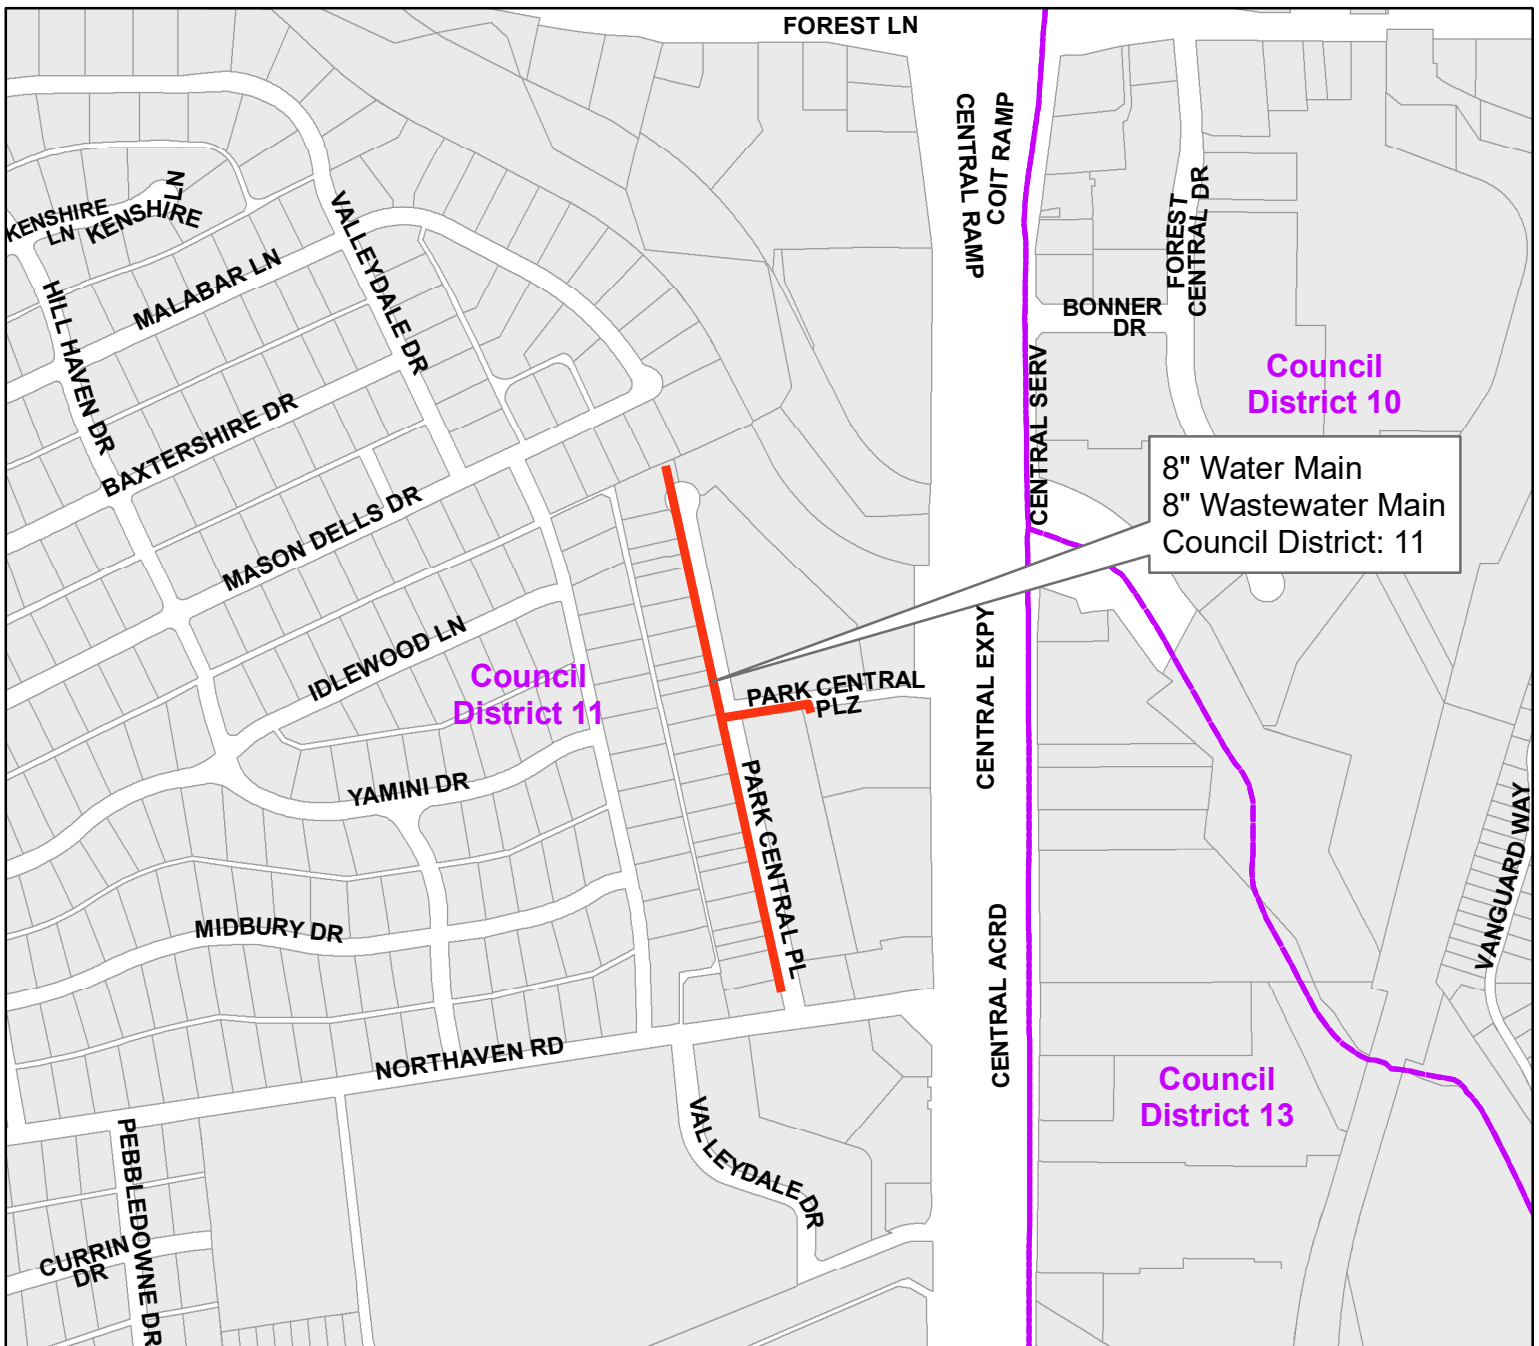 FOREST LN
CENTRAL RAMP
COIT RAMP
KENSHIRE
LN
KENSHIRE
LN
VALLEYDALE DR
FOREST
CENTRAL DR
MALABAR LN
HILL HAVEN DR
BONNER
DR
CENTRAL SERV
Council
District 10
BAXTERSHIRE DR
8" Water Main
8" Wastewater Main
Council District: 11
MASON DELLS DR
IDLEWOOD LN
Council
District 11
CENTRAL EXPY
PARK CENTRAL
PLZ
YAMINI DR
PARK CENTRAL PL
VANGUARD WAY
MIDBURY DR
CENTRAL ACRD
NORTHAVEN RD
Council
District 13
VALLEYDALE DR
PEBBLEDOWNE DR
CURRIN
DR